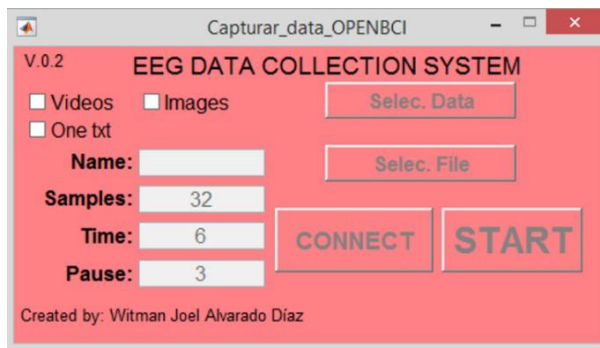 Capturar_data_OPENBCI
V.0.2
EEG DATA COLLECTION SYSTEM
Videos
Images
Selec. Data
One txt
Name:
Selec. File
Samples: 32
Time: 6
CONNECT
START
Pause: 3
Created by: Witman Joel Alvarado Díaz